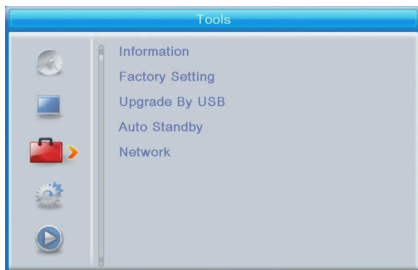 Tools
Information
Factory Setting
Upgrade By USB
Auto Standby
Network